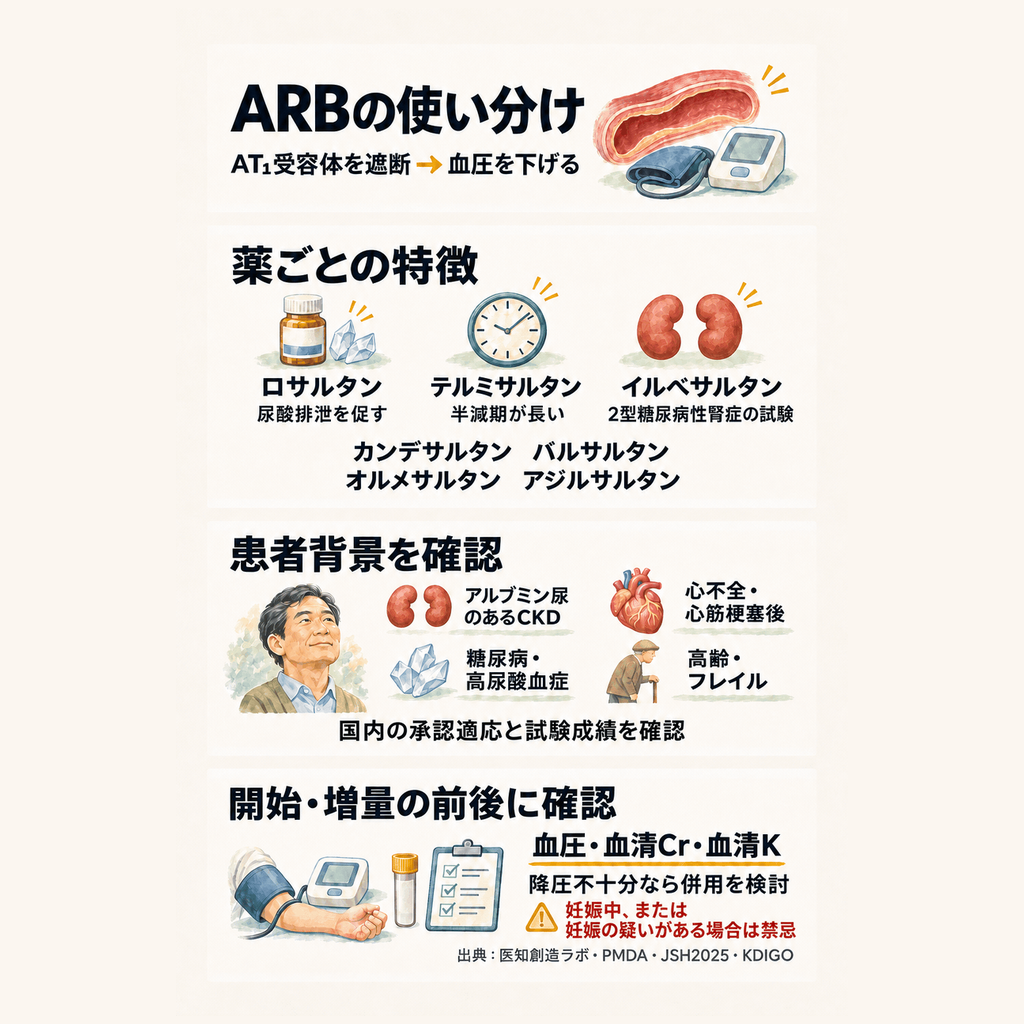 ARBの使い分け
AT₁受容体を遮断 → 血圧を下げる
薬ごとの特徴
ロサルタン
尿酸排泄を促す
テルミサルタン
半減期が長い
イルベサルタン
2型糖尿病性腎症の試験
カンデサルタン バルサルタン
オルメサルタン アジルサルタン
患者背景を確認
アルブミン尿
のあるCKD
心不全・
心筋梗塞後
糖尿病・
高尿酸血症
高齢・
フレイル
国内の承認適応と試験成績を確認
開始・増量の前後に確認
血圧・血清Cr・血清K
降圧不十分なら併用を検討
妊娠中、または
妊娠の疑いがある場合は禁忌
出典：医知創造ラボ・PMDA・JSH2025・KDIGO